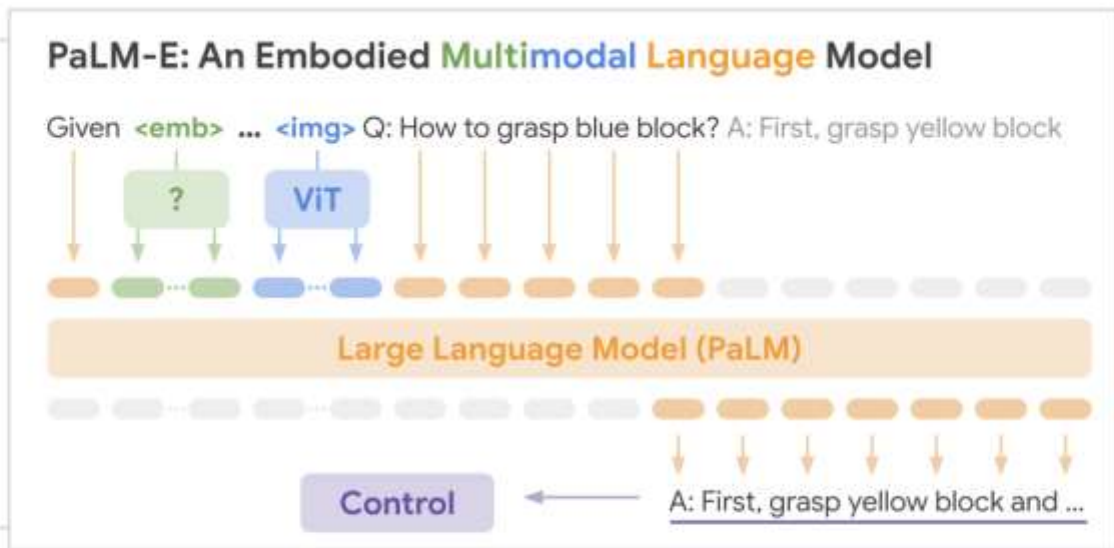 PaLM-E: An Embodied Multimodal Language Model
Given <emb> ... <img> Q: How to grasp blue block? A: First, grasp yellow block
? ViT
Large Language Model (PaLM)
Control A: First, grasp yellow block and ...